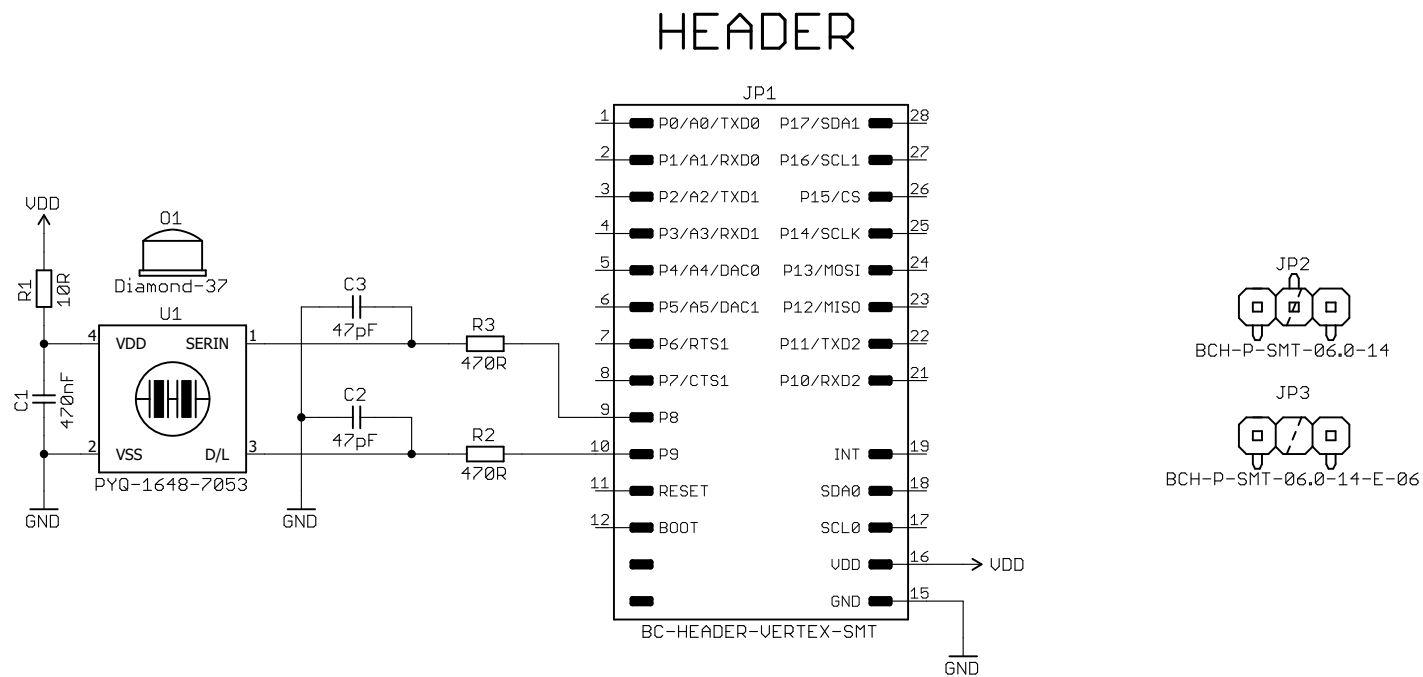 HEADER
JP1
1 P0/A0/TXD0 P17/SDA1 28
2 P1/A1/RXD0 P16/SCL1 27
3 P2/A2/TXD1 P15/CS 26
4 P3/A3/RXD1 P14/SCLK 25
5 P4/A4/DAC0 P13/MOSI 24
6 P5/A5/DAC1 P12/MISO 23
7 P6/RTS1 P11/TXD2 22
8 P7/CTS1 P10/RXD2 21
9 P8
10 P9 INT 19
11 RESET SDA0 18
12 BOOT SCL0 17
VDD 16
GND 15
BC-HEADER-VERTEX-SMT
VDD
GND
VDD
R1
10R
C1
470nF
GND
O1
Diamond-37
U1
4 VDD SERIN 1
2 VSS D/L 3
PYQ-1648-7053
C3
47pF
R3
470R
C2
47pF
R2
470R
GND
JP2
BCH-P-SMT-06.0-14
JP3
BCH-P-SMT-06.0-14-E-06